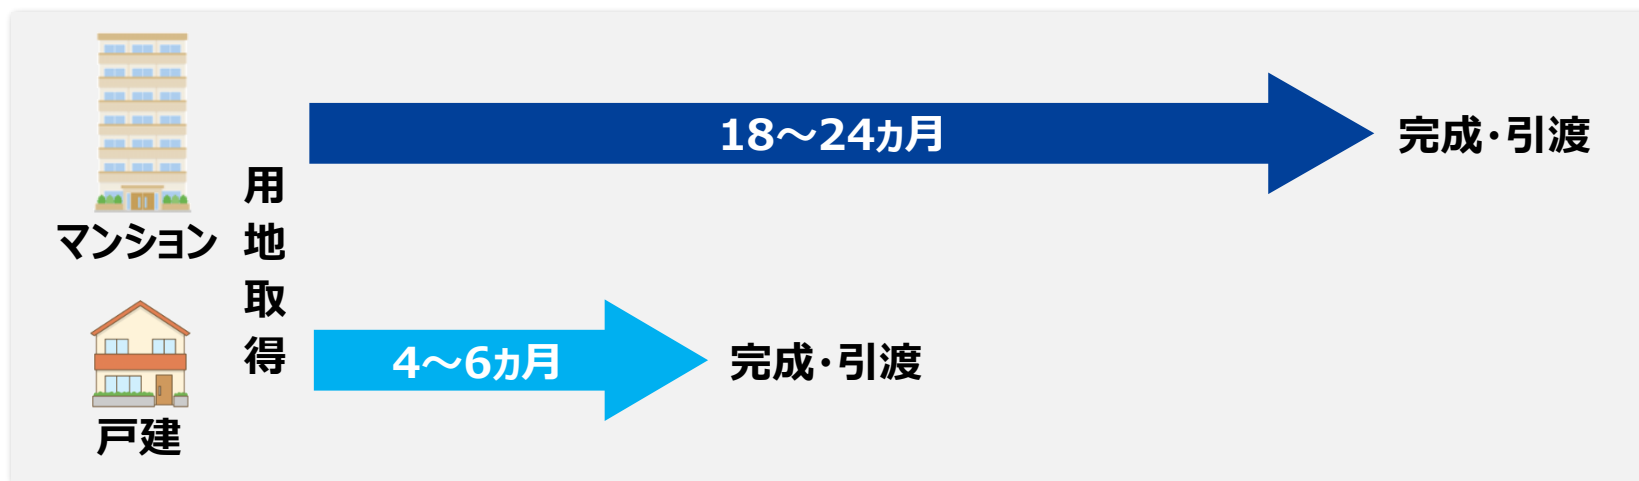 マンション
用地取得
18～24ヵ月
完成・引渡
戸建
4～6ヵ月
完成・引渡